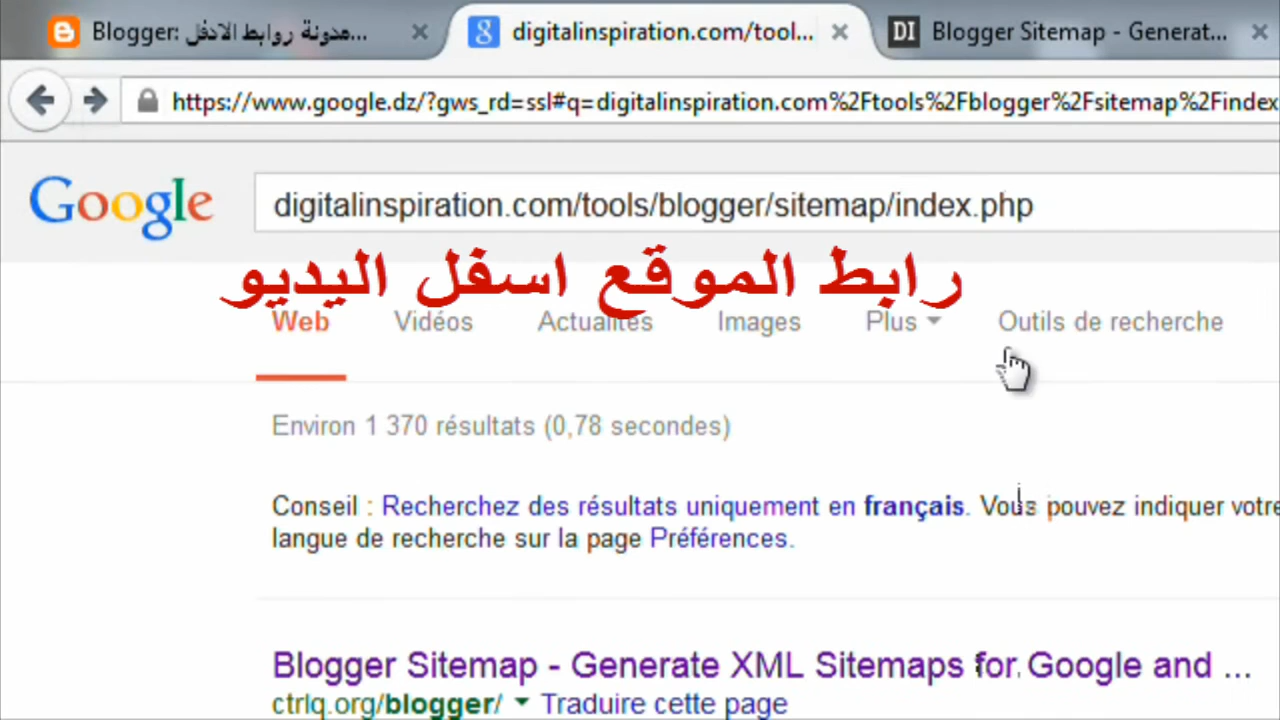 Blogger: مدونة روابط الادفل...
digitalinspiration.com/tool...
DI Blogger Sitemap - Generat...
https://www.google.dz/?gws_rd=ssl#q=digitalinspiration.com%2Ftools%2Fblogger%2Fsitemap%2Findex
Google
digitalinspiration.com/tools/blogger/sitemap/index.php
رابط الموقع اسفل اليديو
Web Vidéos Actualités Images Plus Outils de recherche
Environ 1 370 résultats (0,78 secondes)
Conseil : Recherchez des résultats uniquement en français. Vous pouvez indiquer votre
langue de recherche sur la page Préférences.
Blogger Sitemap - Generate XML Sitemaps for Google and ...
ctrlq.org/blogger/ Traduire cette page